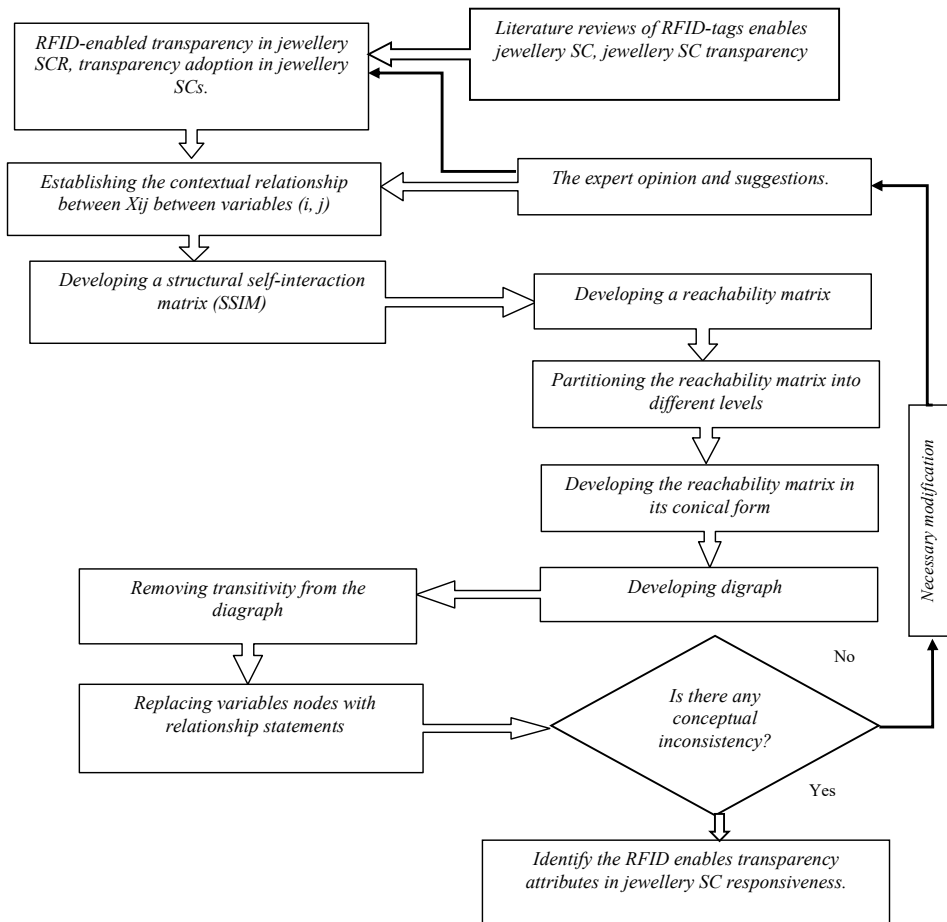 RFID-enabled transparency in jewellery
SCR, transparency adoption in jewellery
SCs.
Literature reviews of RFID-tags enables
jewellery SC, jewellery SC transparency
Establishing the contextual relationship
between Xij between variables (i, j)
The expert opinion and suggestions.
Developing a structural self-interaction
matrix (SSIM)
Developing a reachability matrix
Partitioning the reachability matrix into
different levels
Developing the reachability matrix in
its conical form
Necessary modification
Removing transitivity from the
diagraph
Developing digraph
Replacing variables nodes with
relationship statements
Is there any
conceptual
inconsistency?
No
Yes
Identify the RFID enables transparency
attributes in jewellery SC responsiveness.